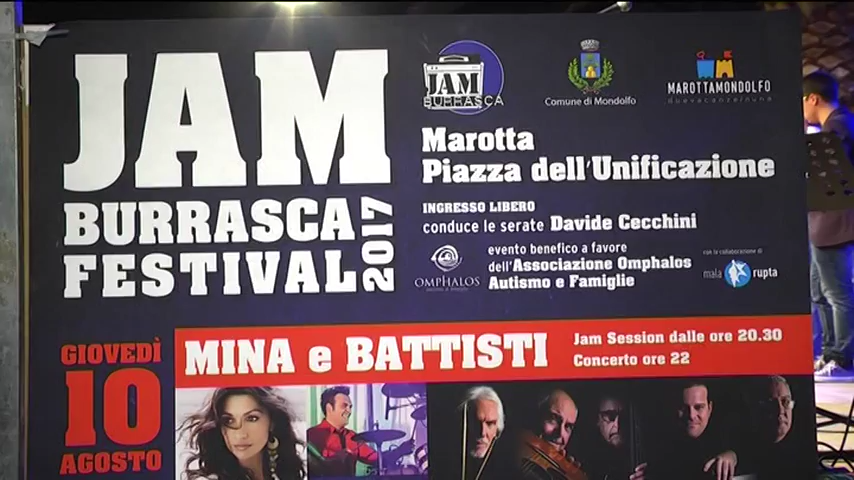 JAM
BURRASCA
FESTIVAL 2017
JAM
BURRASCA
Comune di Mondolfo
MAROTTAMONDOLFO
duevacanzeinuna
Marotta
Piazza dell'Unificazione
INGRESSO LIBERO
conduce le serate Davide Cecchini
OMPHALOS
evento benefico a favore
dell'Associazione Omphalos
Autismo e Famiglie
con la collaborazione di
mala rupta
GIOVEDÌ
10
AGOSTO
MINA e BATTISTI
Jam Session dalle ore 20.30
Concerto ore 22